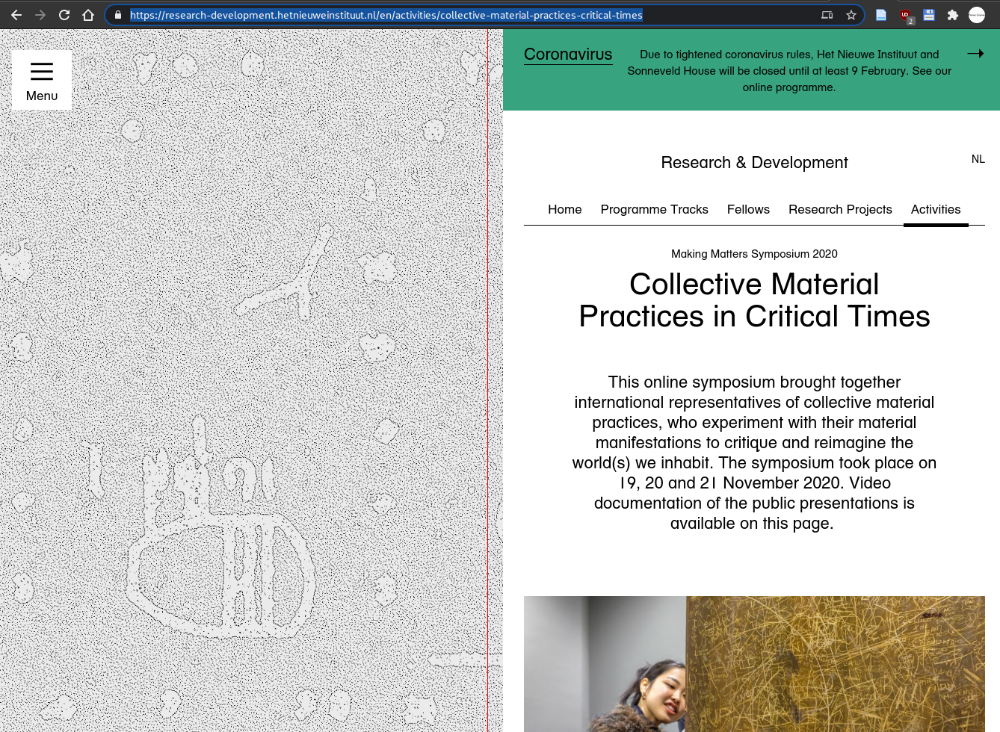 https://research-development.hetnieuweinstituut.nl/en/activities/collective-material-practices-critical-times
2
Menu
Coronavirus
Due to tightened coronavirus rules, Het Nieuwe Instituut and
Sonneveld House will be closed until at least 9 February. See our
online programme.
Research & Development
NL
Home Programme Tracks Fellows Research Projects Activities
Making Matters Symposium 2020
Collective Material
Practices in Critical Times
This online symposium brought together
international representatives of collective material
practices, who experiment with their material
manifestations to critique and reimagine the
world(s) we inhabit. The symposium took place on
19, 20 and 21 November 2020. Video
documentation of the public presentations is
available on this page.